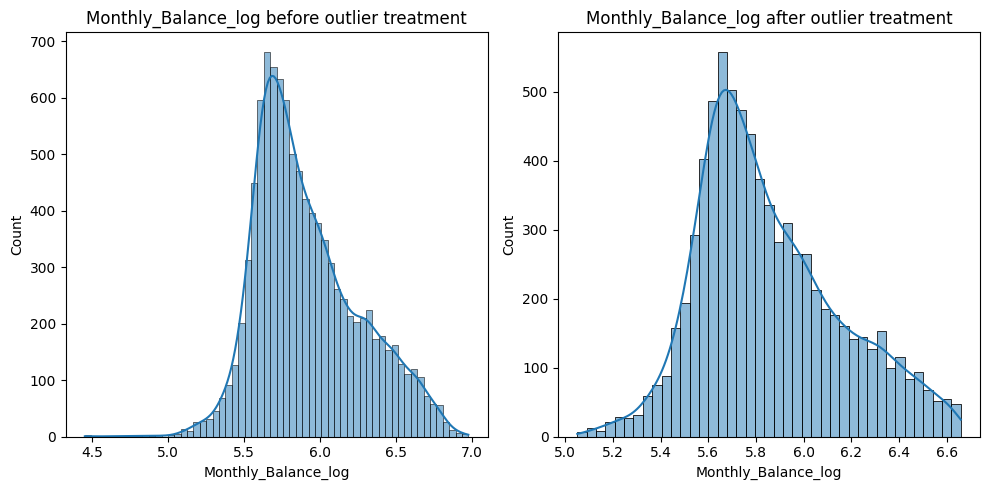 Monthly_Balance_log before outlier treatment
Count
700
600
500
400
300
200
100
0
4.5 5.0 5.5 6.0 6.5 7.0
Monthly_Balance_log
Monthly_Balance_log after outlier treatment
Count
500
400
300
200
100
0
5.0 5.2 5.4 5.6 5.8 6.0 6.2 6.4 6.6
Monthly_Balance_log